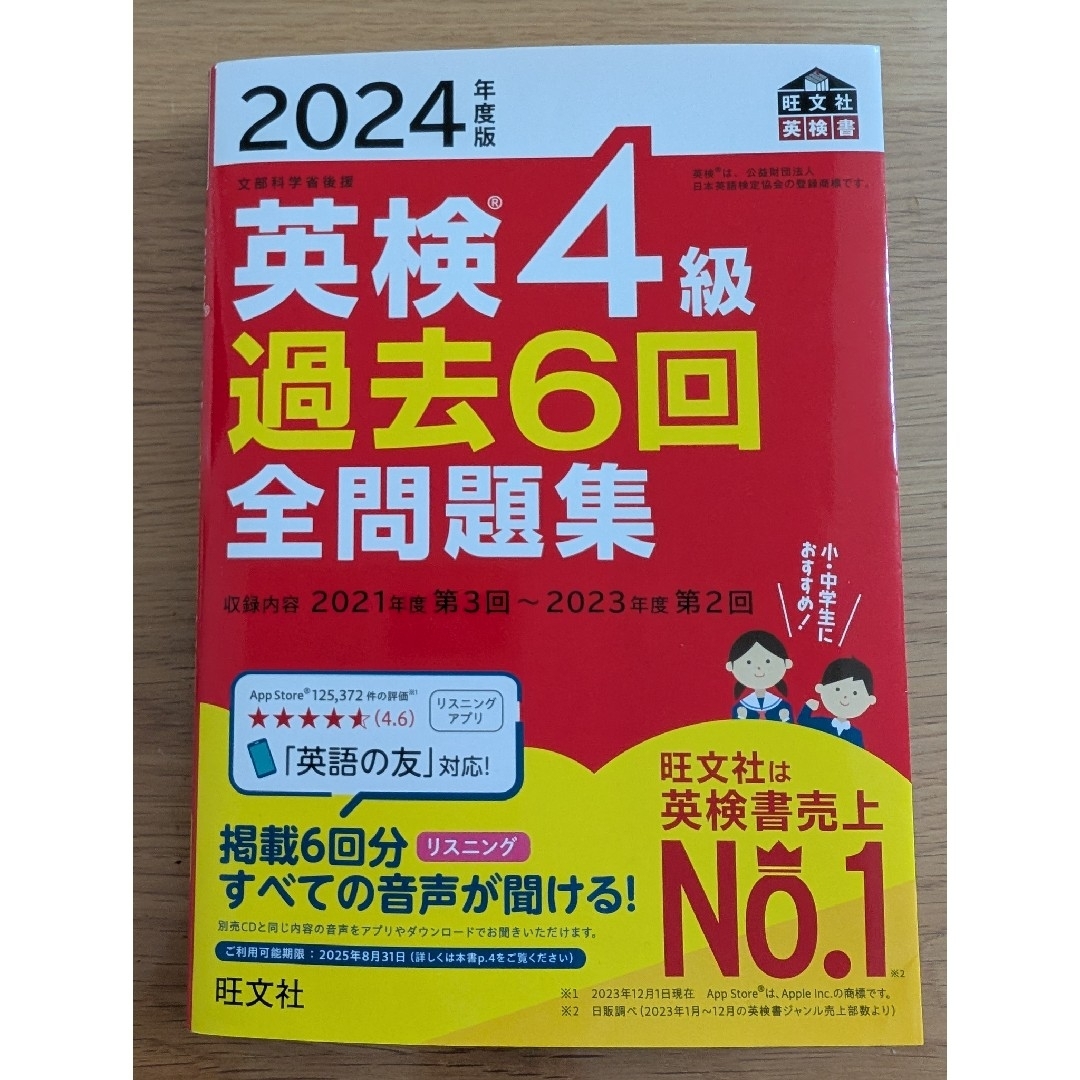 2024年度版
旺文社
英検書
文部科学省後援
英検®は、公益財団法人
日本英語検定協会の登録商標です。
英検®4級
過去6回
全問題集
収録内容 2021年度 第3回～2023年度 第2回
小・中学生に
おすすめ!
App Store®125,372件の評価※1
★★★★★(4.6)
リスニング
アプリ
「英語の友」対応!
掲載6回分 リスニング
すべての音声が聞ける!
別売CDと同じ内容の音声をアプリやダウンロードでお聞きいただけます。
ご利用可能期限：2025年8月31日(詳しくは本書p.4をご覧ください)
旺文社
旺文社は
英検書売上
No.1※2
※1 2023年12月1日現在 App Store®は、Apple Inc.の商標です。
※2 日販調べ(2023年1月～12月の英検書ジャンル売上部数より)